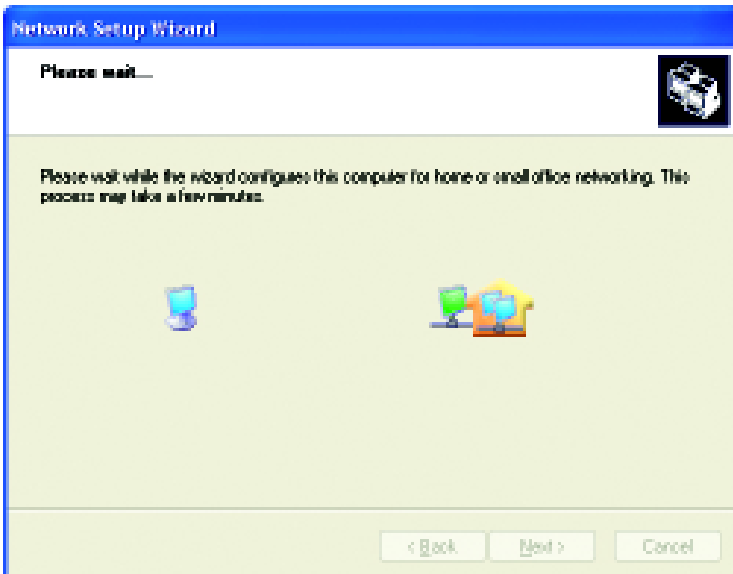 Network Setup Wizard
Please wait...
Please wait while the wizard configures this computer for home or small office networking. This
process may take a few minutes.
< Back
Next >
Cancel